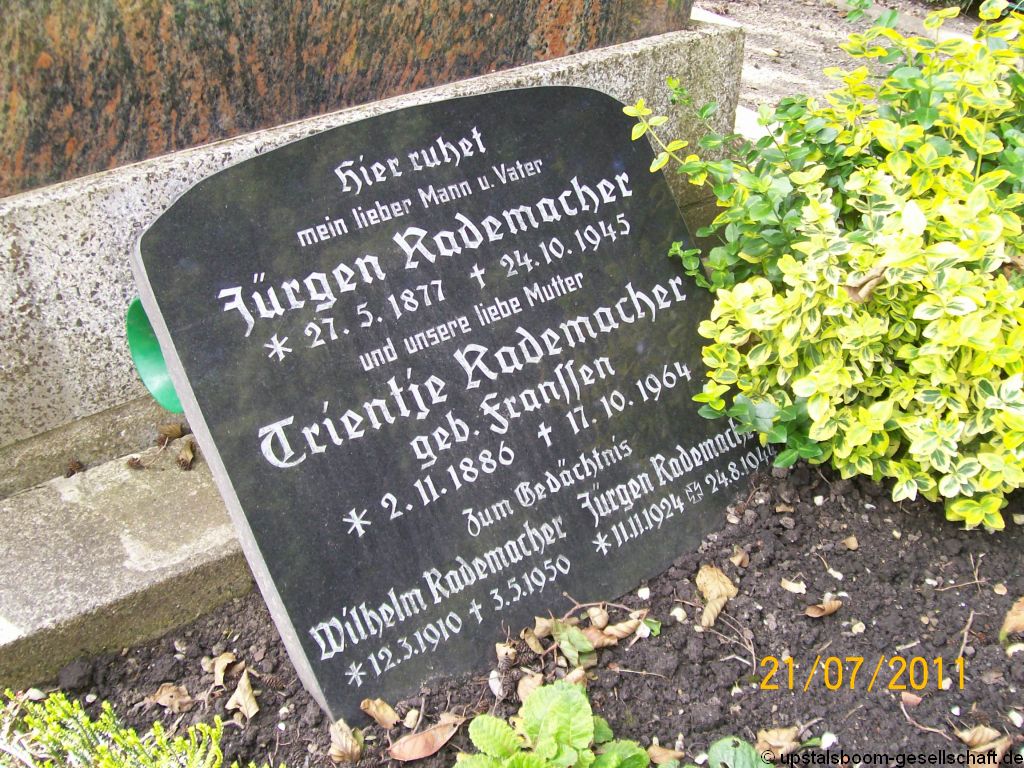 Hier ruhet
mein lieber Mann u. Vater
Jürgen Rademacher
* 27. 5. 1877 † 24. 10. 1945
und unsere liebe Mutter
Trientje Rademacher
geb. Franssen
* 2. 11. 1886 † 17. 10. 1964
Zum Gedächtnis
Wilhelm Rademacher
* 12. 3. 1910 † 3. 5. 1950
Jürgen Rademacher
* 11. 11. 1924 ✠ 24. 8. 1944
21/07/2011
© upstalsboom-gesellschaft.de